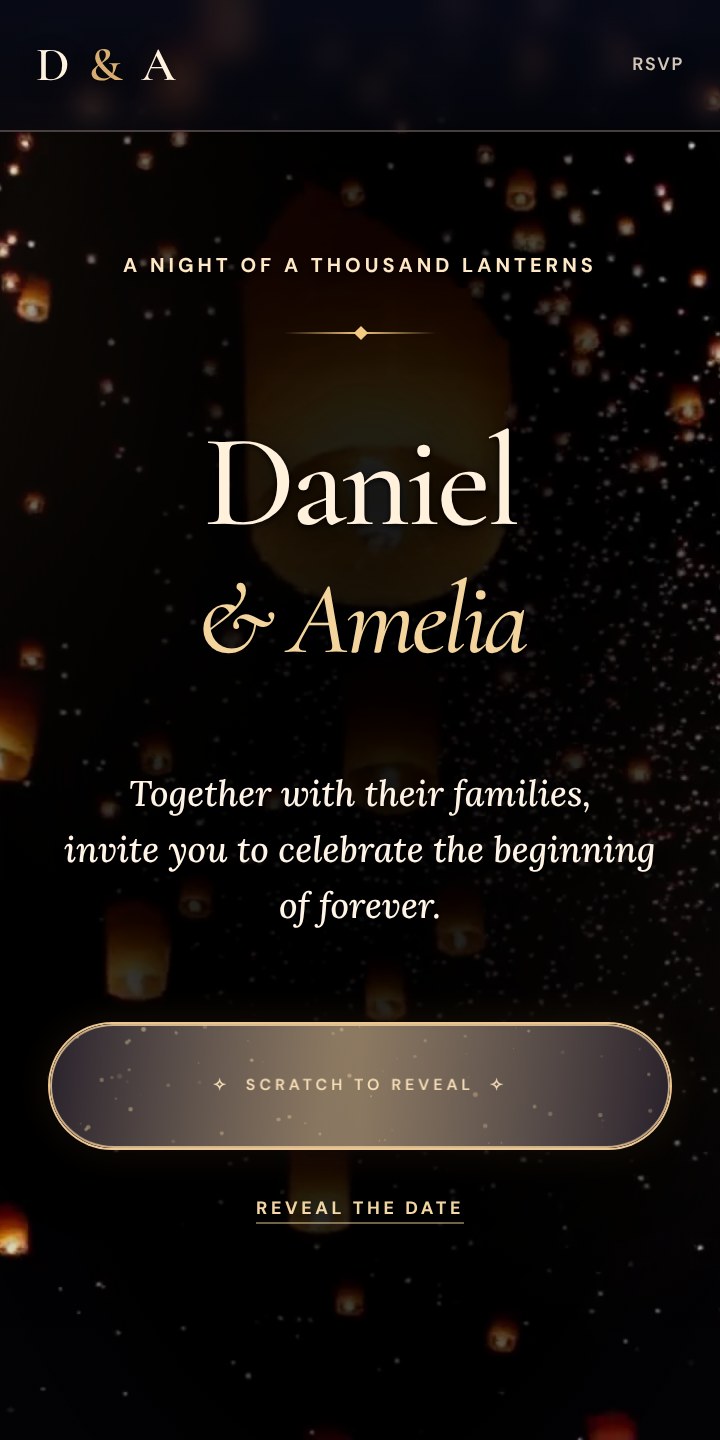 D & A
RSVP
A NIGHT OF A THOUSAND LANTERNS
Daniel
& Amelia
Together with their families,
invite you to celebrate the beginning
of forever.
✧ SCRATCH TO REVEAL ✧
REVEAL THE DATE